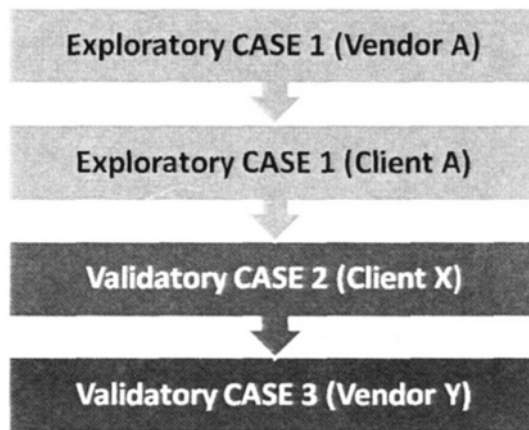 Exploratory CASE 1 (Vendor A)
Exploratory CASE 1 (Client A)
Validatory CASE 2 (Client X)
Validatory CASE 3 (Vendor Y)